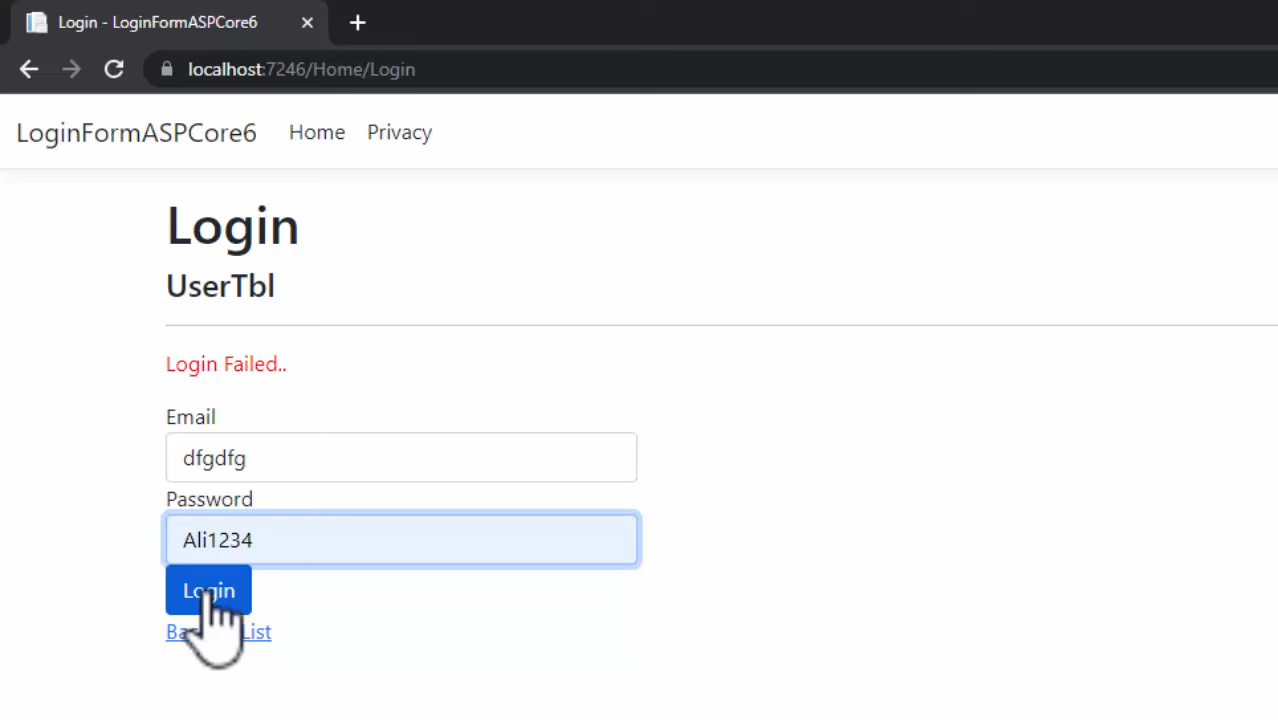 Login - LoginFormASPCore6
localhost:7246/Home/Login
LoginFormASPCore6 Home Privacy
Login
UserTbl
Login Failed..
Email
dfgdfg
Password
Ali1234
Login
List